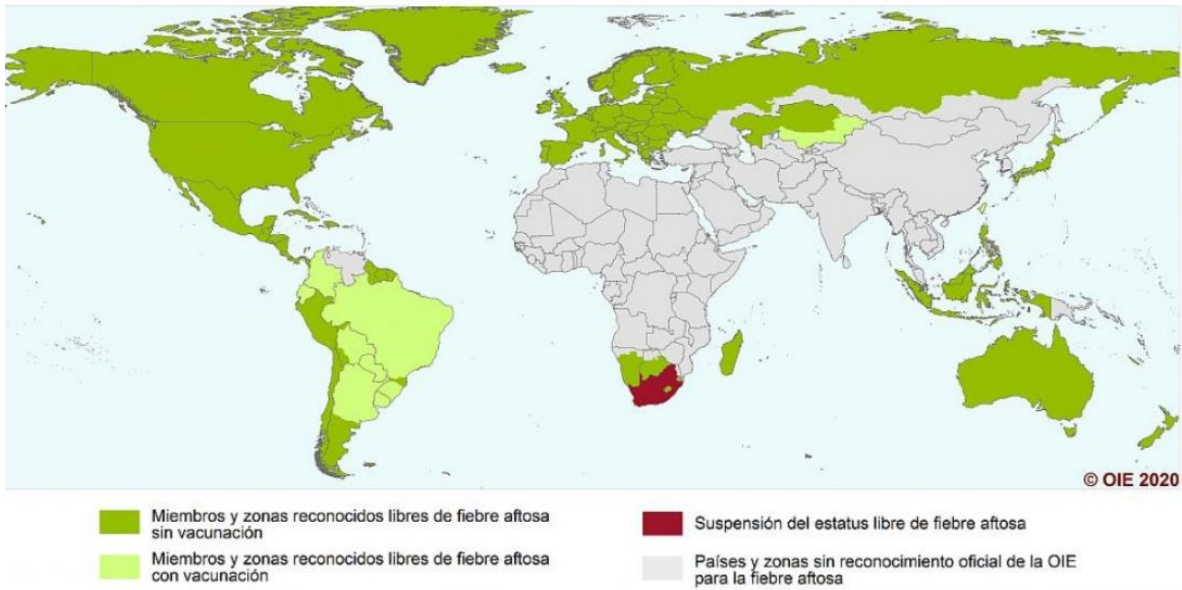 © OIE 2020
Miembros y zonas reconocidos libres de fiebre aftosa
sin vacunación
Miembros y zonas reconocidos libres de fiebre aftosa
con vacunación
Suspensión del estatus libre de fiebre aftosa
Países y zonas sin reconocimiento oficial de la OIE
para la fiebre aftosa